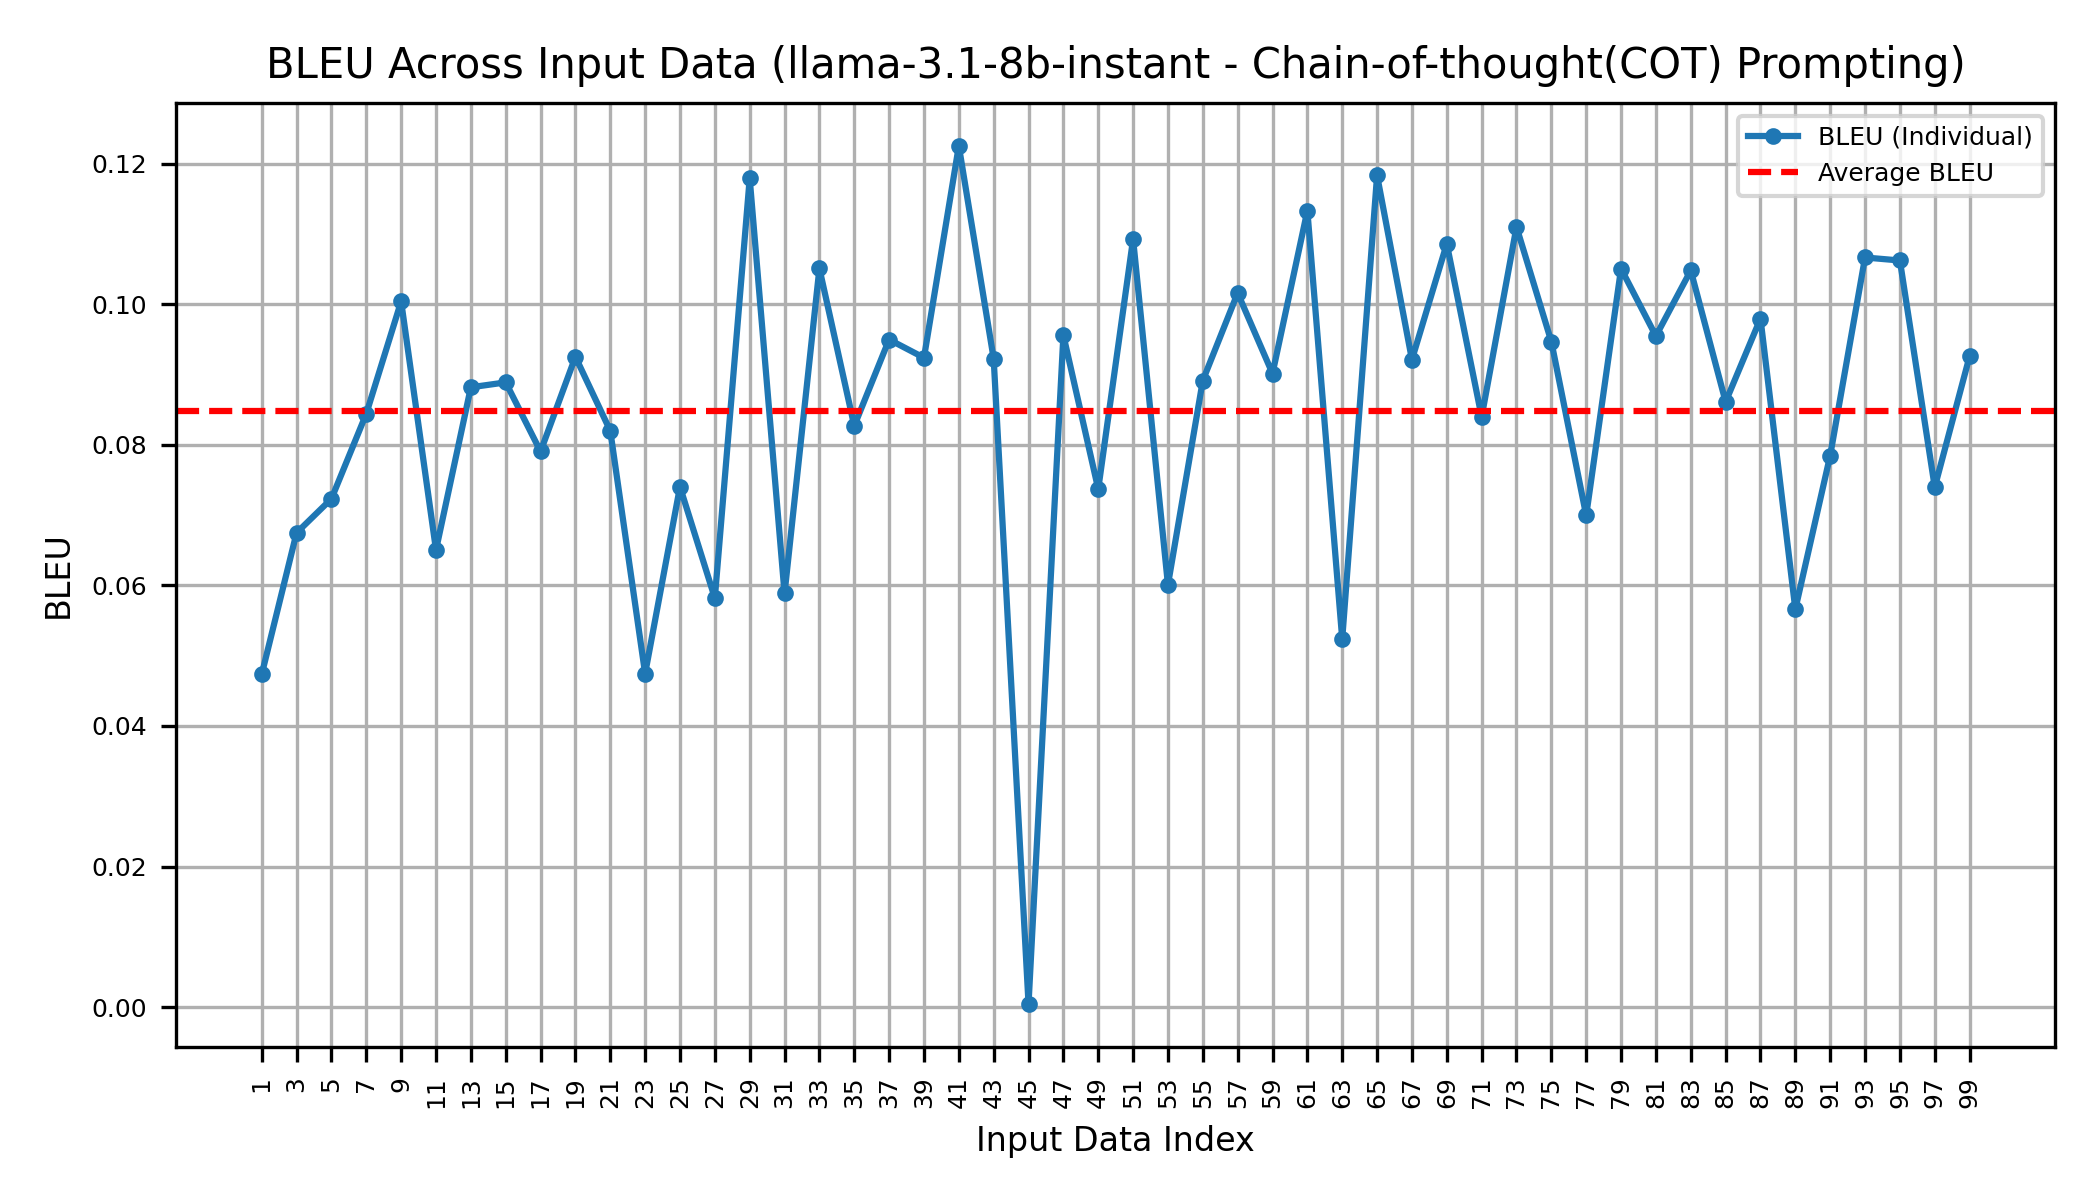 BLEU Across Input Data (llama-3.1-8b-instant - Chain-of-thought(COT) Prompting)
BLEU (Individual)
Average BLEU
BLEU
0.12
0.10
0.08
0.06
0.04
0.02
0.00
1 3 5 7 9 11 13 15 17 19 21 23 25 27 29 31 33 35 37 39 41 43 45 47 49 51 53 55 57 59 61 63 65 67 69 71 73 75 77 79 81 83 85 87 89 91 93 95 97 99
Input Data Index